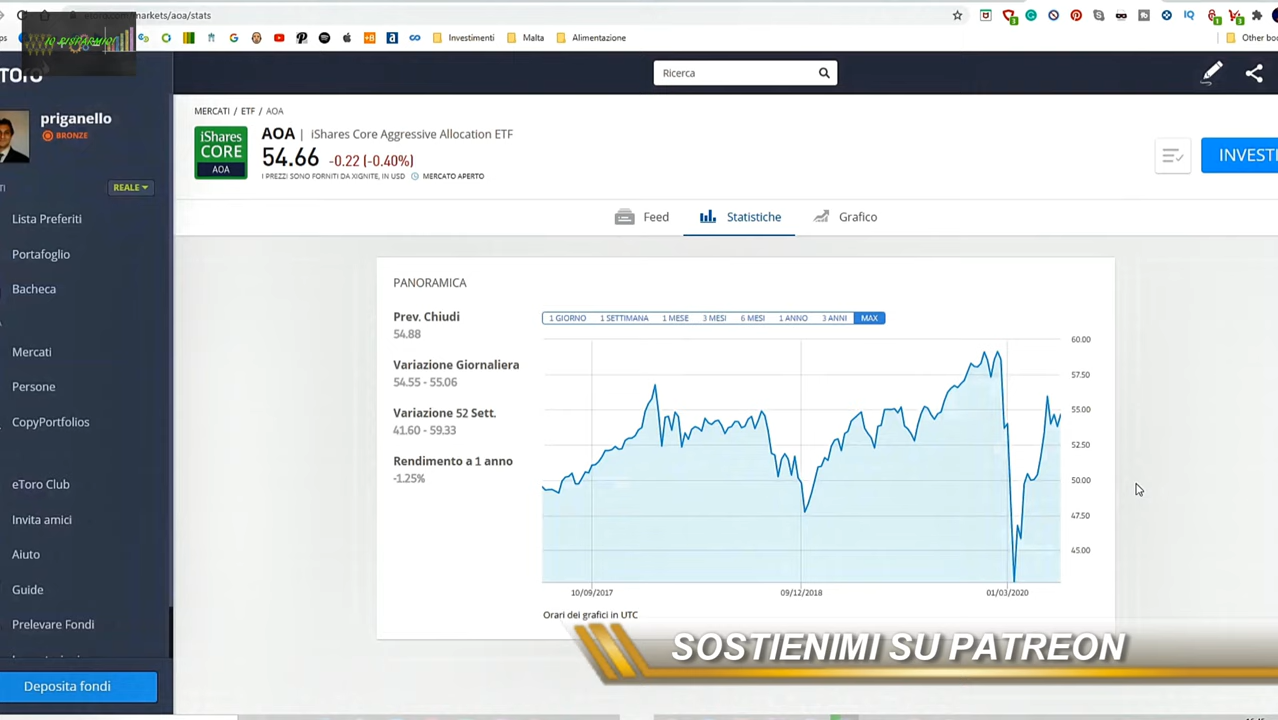 markets/aoa/stats
IO RISPARMIO
Investimenti
Malta
Alimentazione
Other boo
Ricerca
priganello
BRONZE
REALE
Lista Preferiti
Portafoglio
Bacheca
Mercati
Persone
CopyPortfolios
eToro Club
Invita amici
Aiuto
Guide
Prelevare Fondi
Deposita fondi
MERCATI / ETF / AOA
iShares
CORE
AOA
AOA | iShares Core Aggressive Allocation ETF
54.66 -0.22 (-0.40%)
I PREZZI SONO FORNITI DA XIGNITE, IN USD MERCATO APERTO
INVESTI
Feed
Statistiche
Grafico
PANORAMICA
Prev. Chiudi
54.88
Variazione Giornaliera
54.55 - 55.06
Variazione 52 Sett.
41.60 - 59.33
Rendimento a 1 anno
-1.25%
1 GIORNO 1 SETTIMANA 1 MESE 3 MESI 6 MESI 1 ANNO 3 ANNI MAX
60.00
57.50
55.00
52.50
50.00
47.50
45.00
10/09/2017 09/12/2018 01/03/2020
Orari dei grafici in UTC
SOSTIENIMI SU PATREON